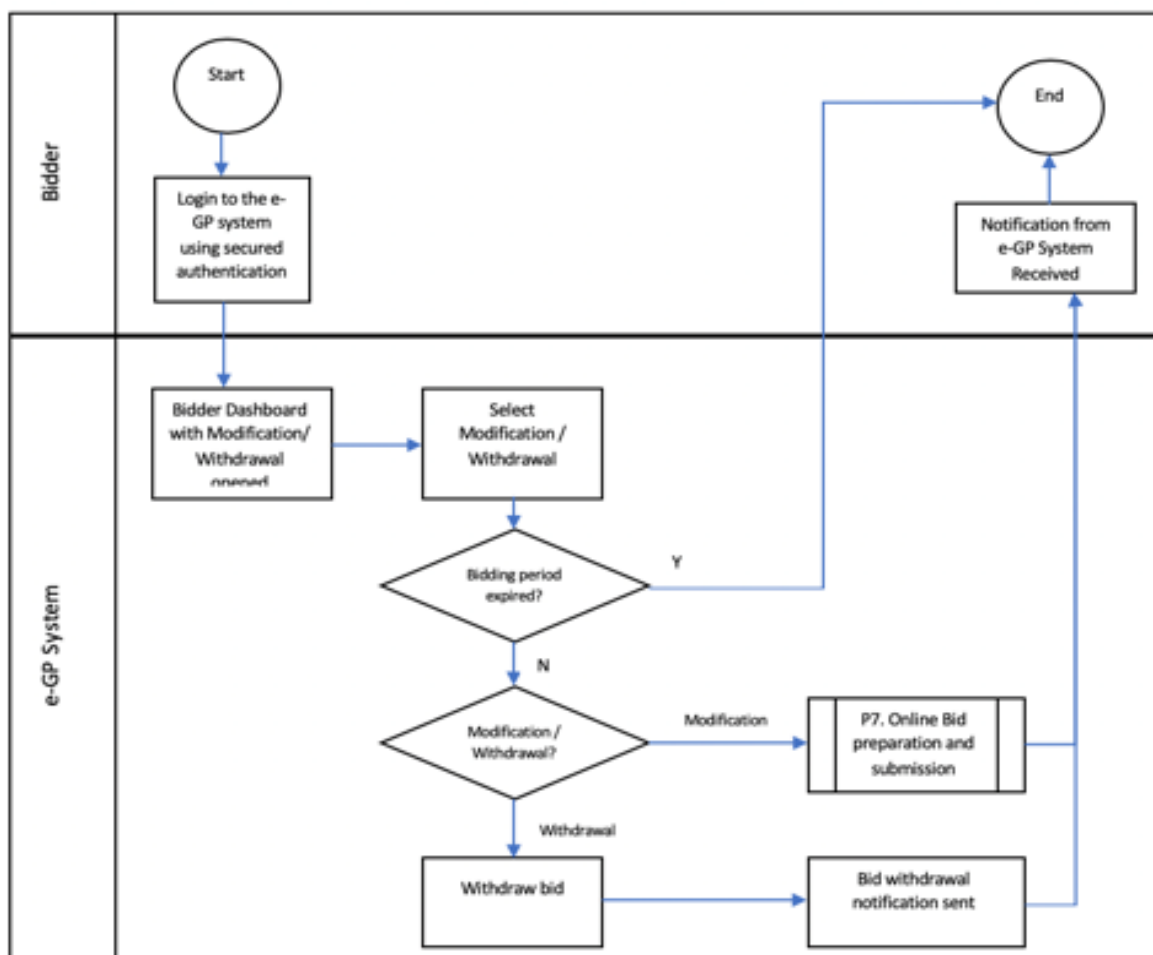 Bidder
Start
Login to the e-
GP system
using secured
authentication
End
Notification from
e-GP System
Received
e-GP System
Bidder Dashboard
with Modification/
Withdrawal
opened
Select
Modification /
Withdrawal
Bidding period
expired?
Y
N
Modification /
Withdrawal?
Modification
P7. Online Bid
preparation and
submission
Withdrawal
Withdraw bid
Bid withdrawal
notification sent